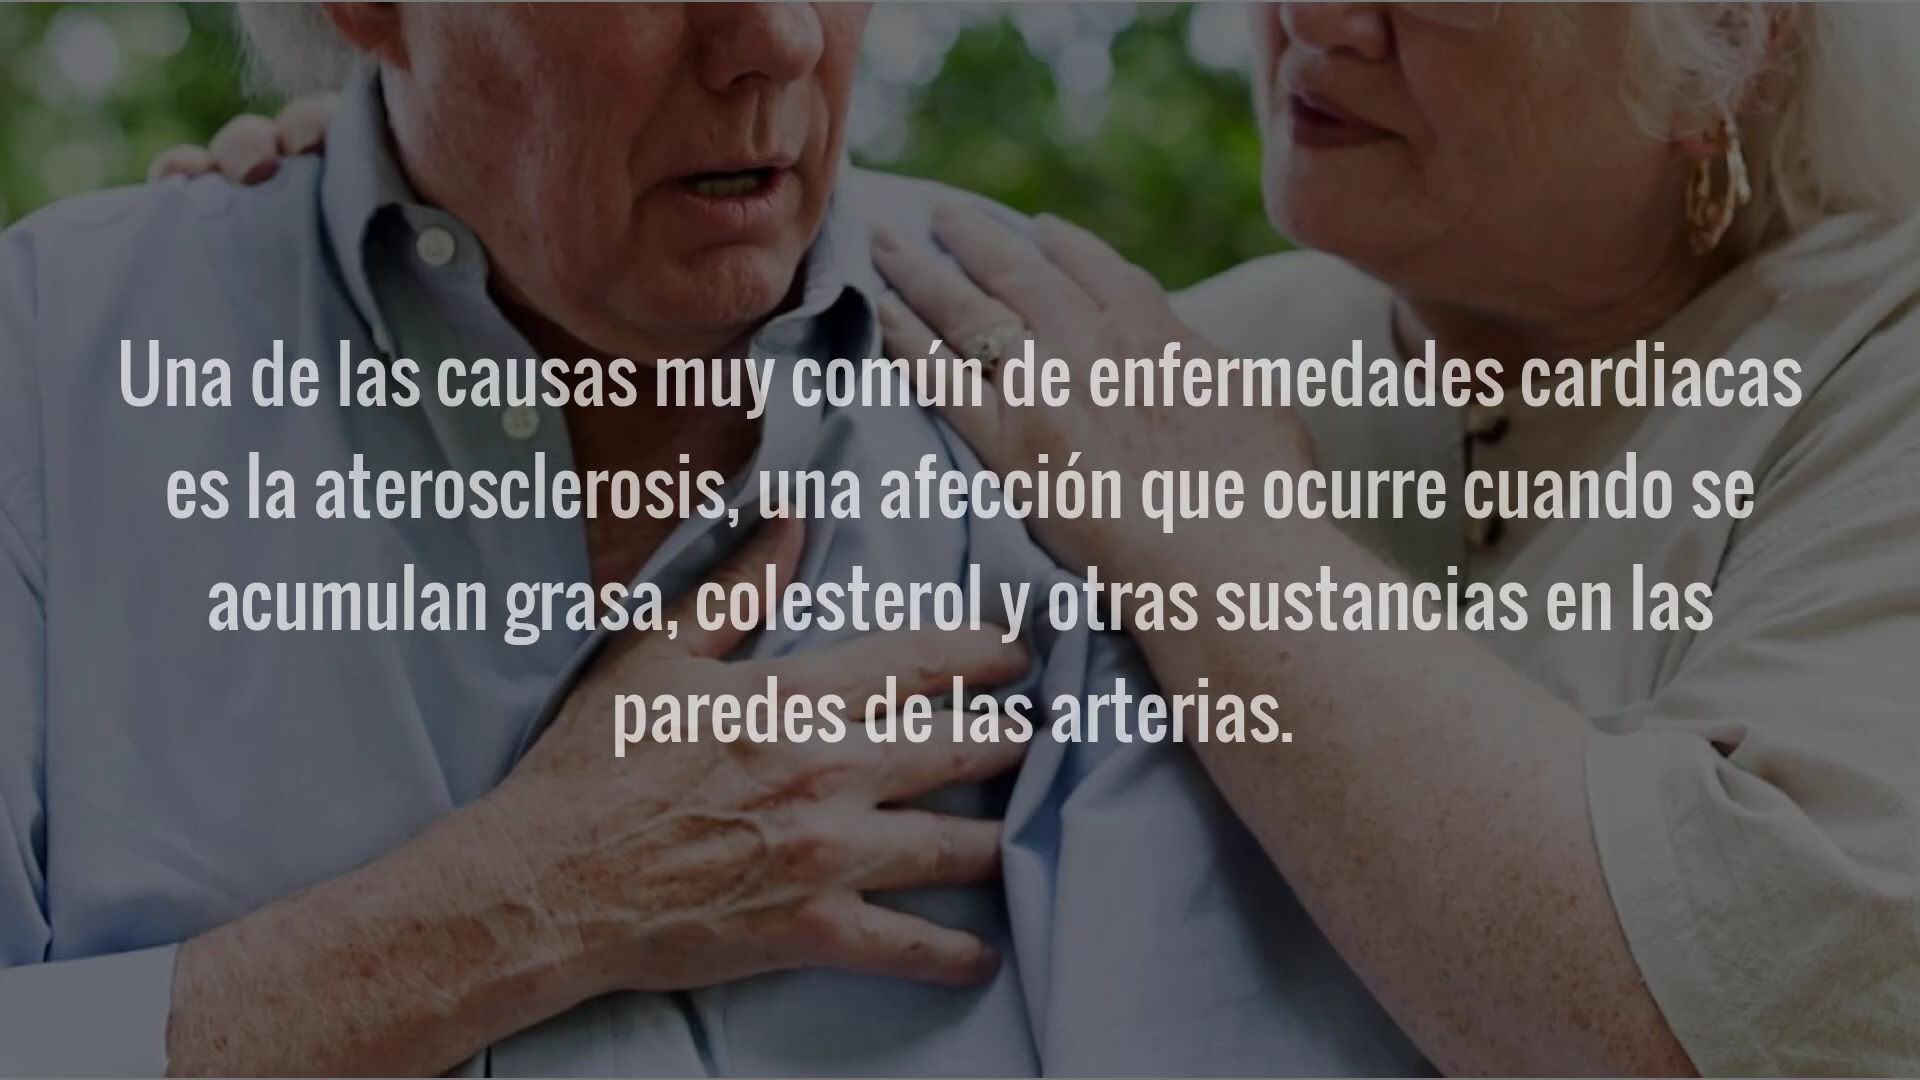 Una de las causas muy común de enfermedades cardiacas
es la aterosclerosis, una afección que ocurre cuando se
acumulan grasa, colesterol y otras sustancias en las
paredes de las arterias.